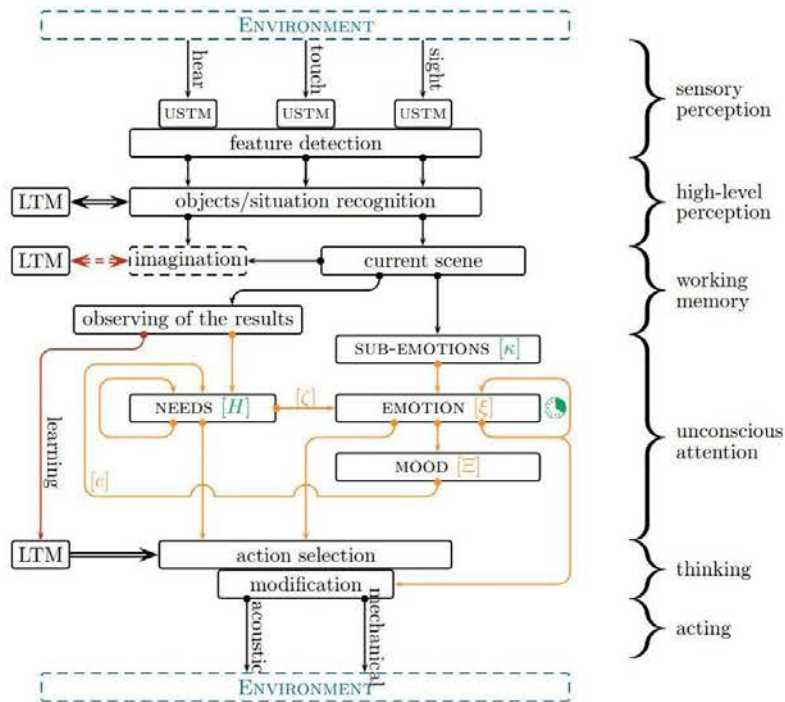 ENVIRONMENT
hear
touch
sight
USTM
USTM
USTM
feature detection
sensory
perception
LTM
objects/situation recognition
high-level
perception
LTM
imagination
current scene
working
memory
observing of the results
SUB-EMOTIONS [κ]
NEEDS [H]
[ζ]
EMOTION [ξ]
unconscious
attention
learning
[c]
MOOD [Ξ]
LTM
action selection
thinking
modification
acoustic
mechanical
acting
ENVIRONMENT